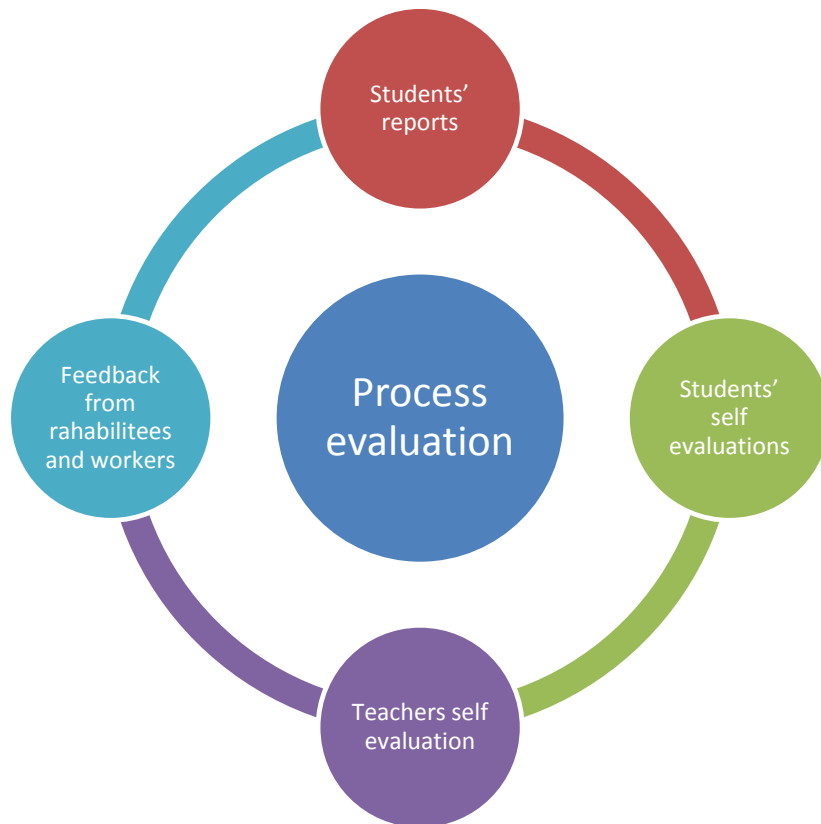 Students'
reports
Feedback
from
rahabilitees
and workers
Process
evaluation
Students'
self
evaluations
Teachers self
evaluation